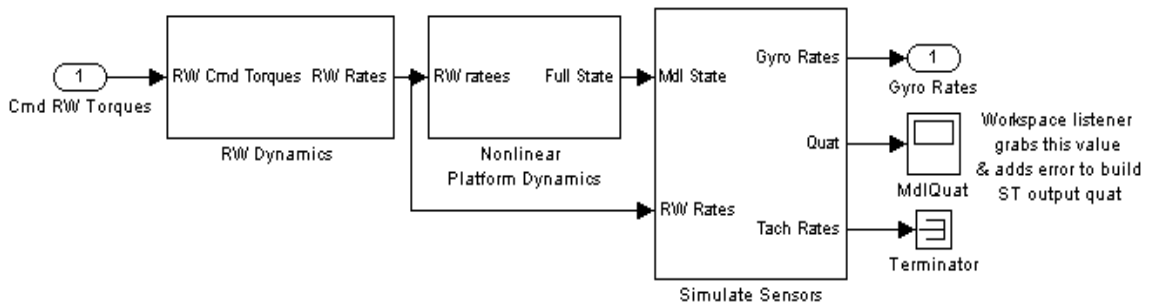 1
Cmd RW Torques
RW Cmd Torques
RW Rates
RW Dynamics
RW ratees
Full State
Nonlinear
Platform Dynamics
Mdl State
RW Rates
Gyro Rates
Quat
Tach Rates
Simulate Sensors
1
Gyro Rates
MdlQuat
Workspace listener
grabs this value
& adds error to build
ST output quat
Terminator